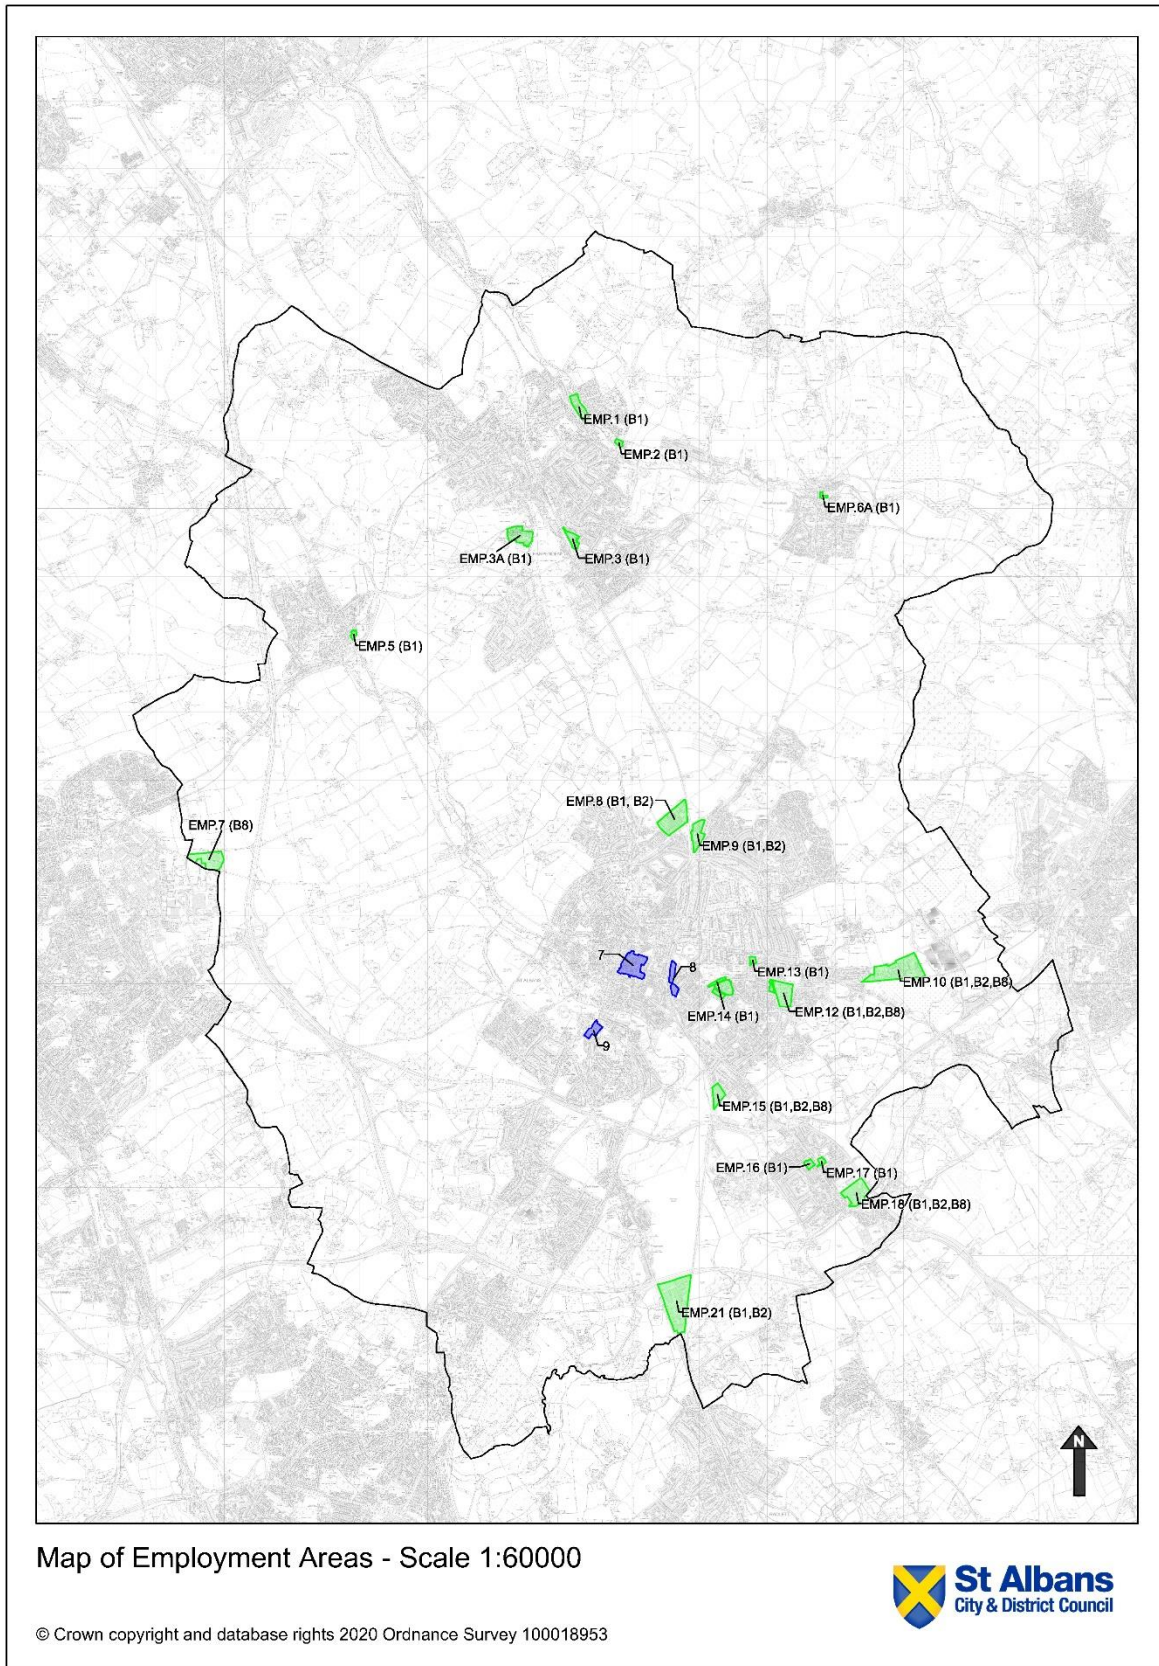 EMP.1 (B1)
EMP.2 (B1)
EMP.6A (B1)
EMP.3A (B1)
EMP.3 (B1)
EMP.5 (B1)
EMP.8 (B1, B2)
EMP.7 (B8)
EMP.9 (B1,B2)
7
8
EMP.13 (B1)
EMP.10 (B1,B2,B8)
EMP.14 (B1)
EMP.12 (B1,B2,B8)
9
EMP.15 (B1,B2,B8)
EMP.16 (B1)
EMP.17 (B1)
EMP.18 (B1,B2,B8)
EMP.21 (B1,B2)
N
Map of Employment Areas - Scale 1:60000
St Albans
City & District Council
© Crown copyright and database rights 2020 Ordnance Survey 100018953